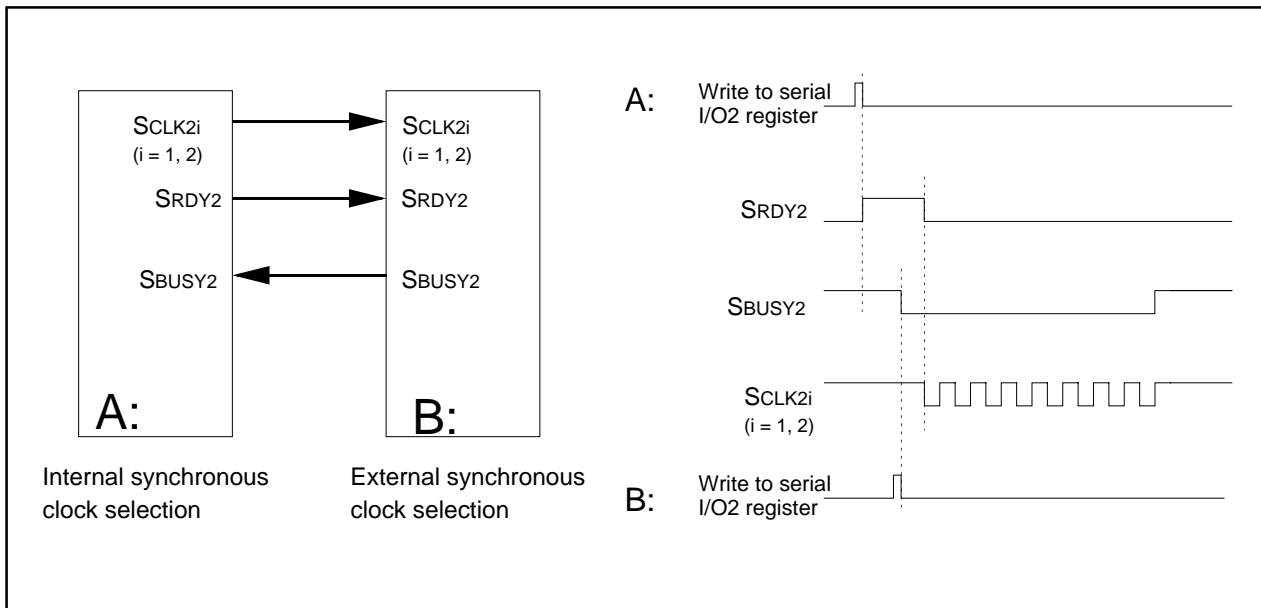 SCLK2i
(i = 1, 2)
SRDY2
SBUSY2
A:
Internal synchronous
clock selection
SCLK2i
(i = 1, 2)
SRDY2
SBUSY2
B:
External synchronous
clock selection
A:
Write to serial
I/O2 register
SRDY2
SBUSY2
SCLK2i
(i = 1, 2)
B:
Write to serial
I/O2 register